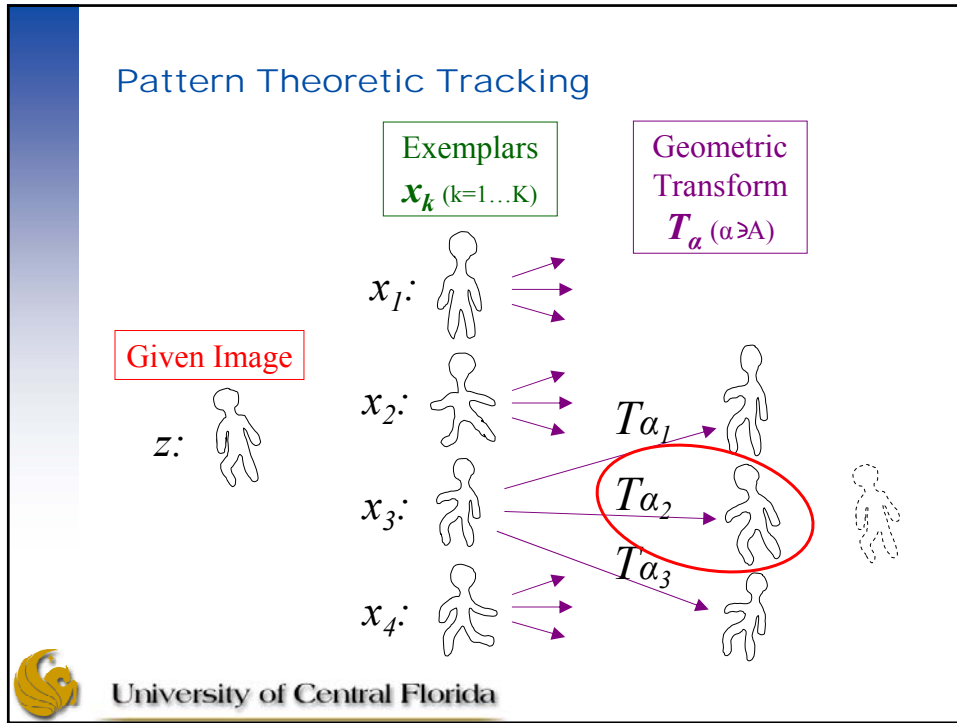 Pattern Theoretic Tracking
Exemplars
x_k (k=1…K)
Geometric
Transform
T_α (α∍A)
x_1:
Given Image
x_2:
Tα_1
z:
x_3:
Tα_2
Tα_3
x_4:
University of Central Florida